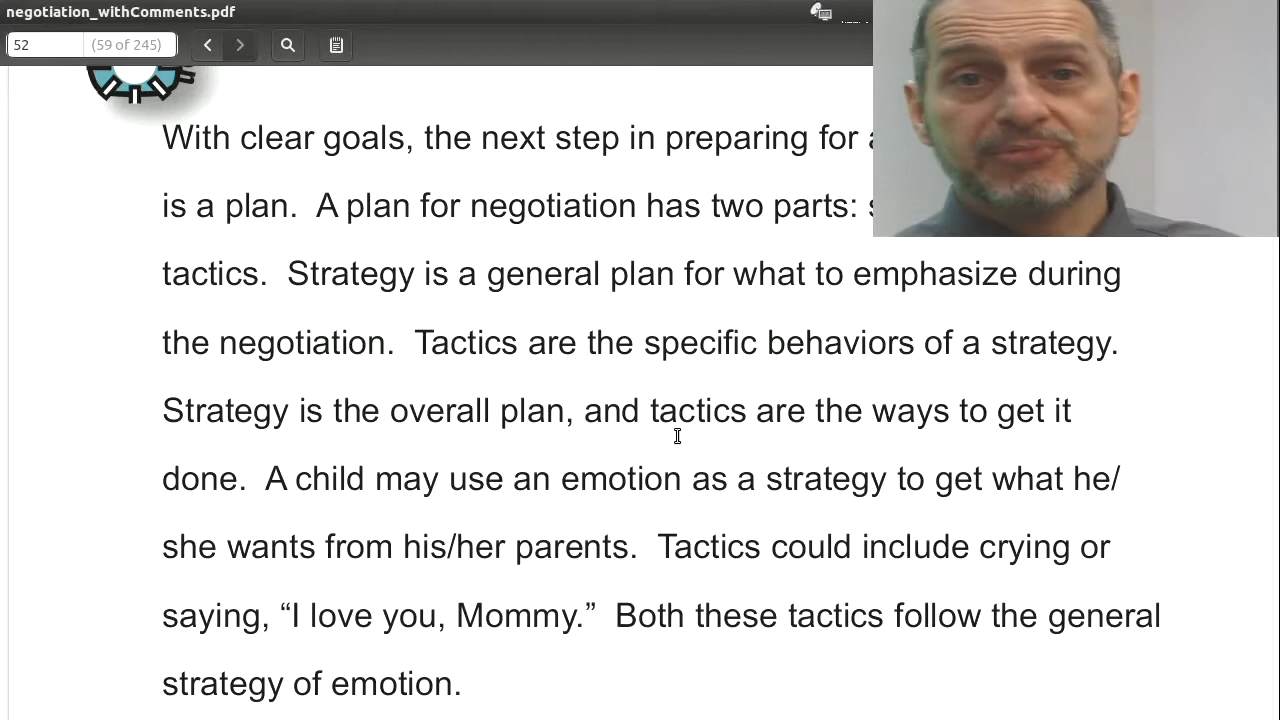 negotiation_withComments.pdf
52 (59 of 245)
With clear goals, the next step in preparing for
is a plan.  A plan for negotiation has two parts:
tactics.  Strategy is a general plan for what to emphasize during
the negotiation.  Tactics are the specific behaviors of a strategy.
Strategy is the overall plan, and tactics are the ways to get it
done.  A child may use an emotion as a strategy to get what he/
she wants from his/her parents.  Tactics could include crying or
saying, “I love you, Mommy.”  Both these tactics follow the general
strategy of emotion.